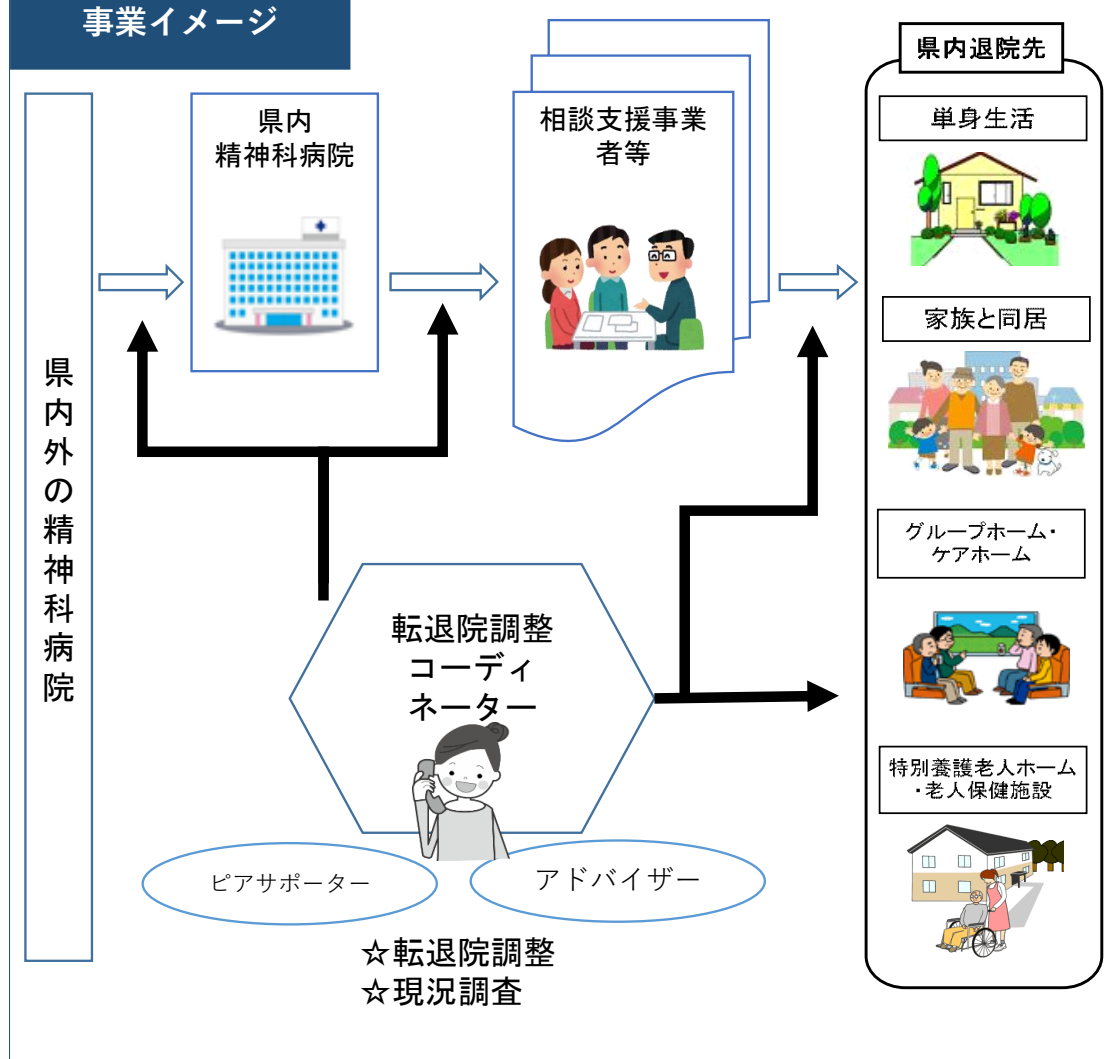 事業イメージ
県内外の精神科病院
県内
精神科病院
相談支援事業
者等
県内退院先
単身生活
家族と同居
グループホーム・
ケアホーム
特別養護老人ホーム
・老人保健施設
転退院調整
コーディ
ネーター
ピアサポーター
アドバイザー
☆転退院調整
☆現況調査